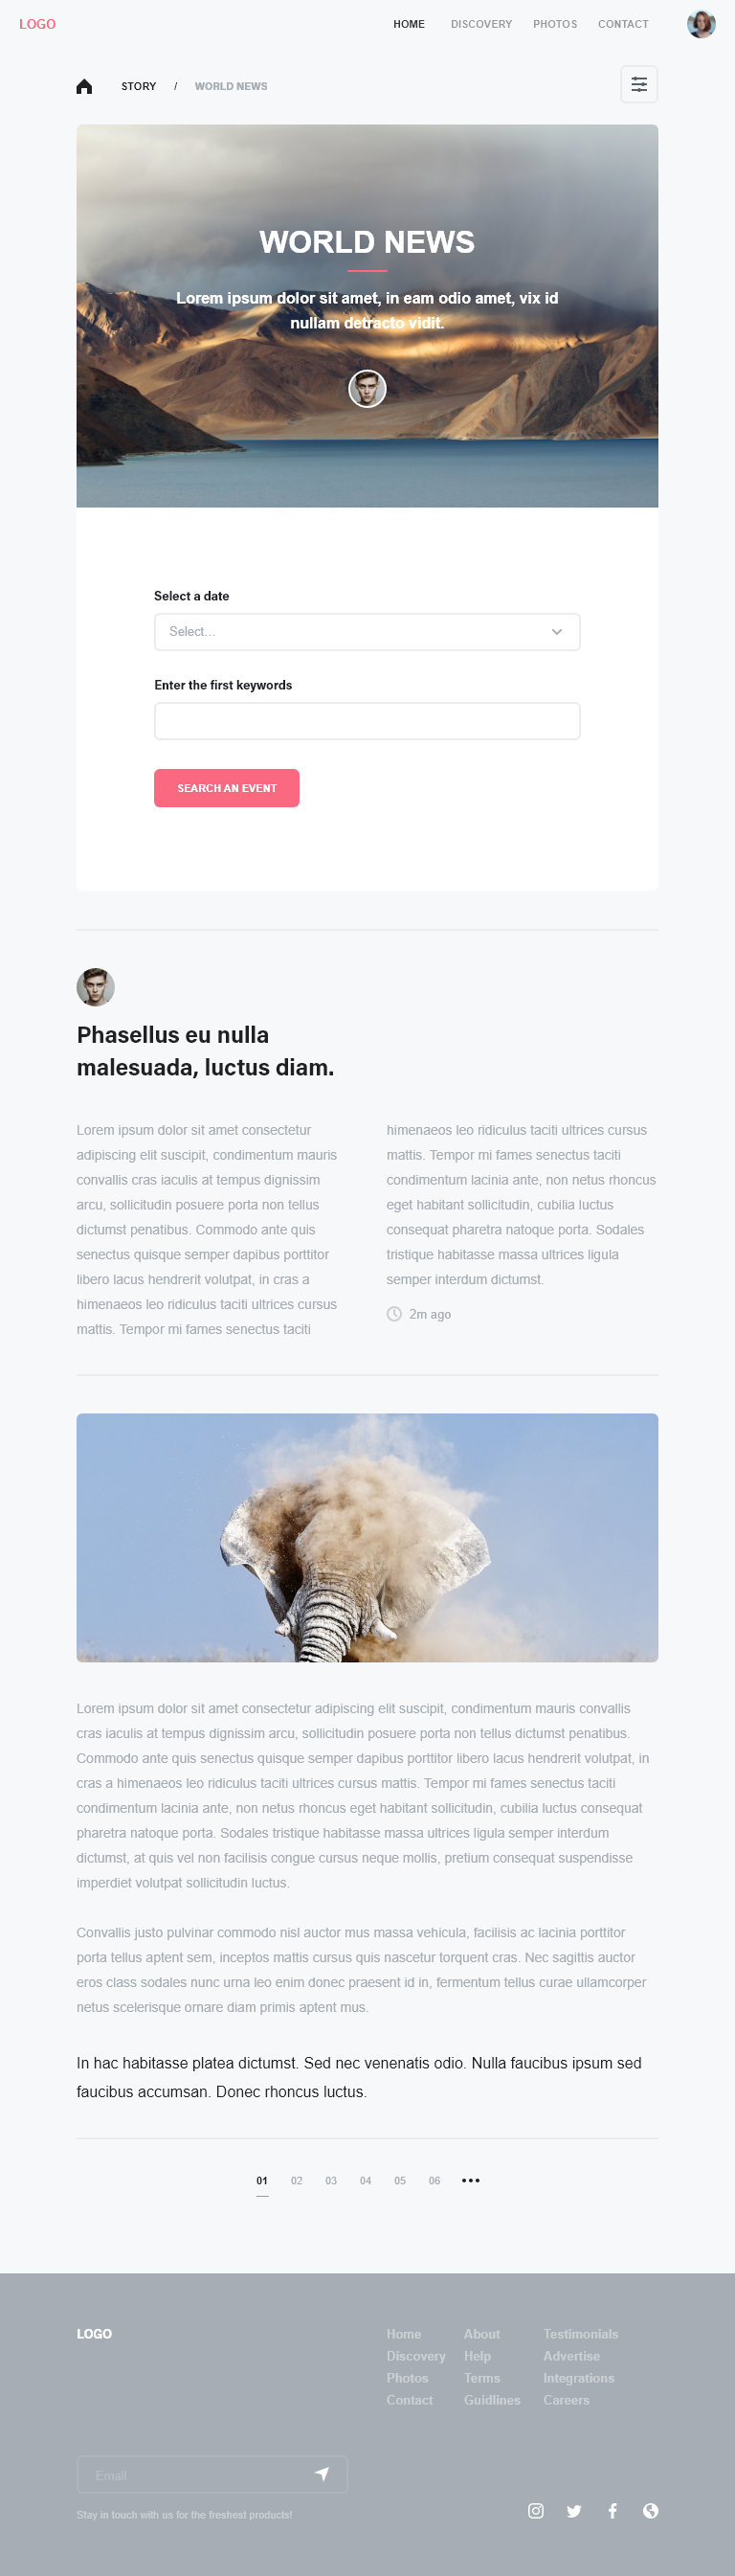 LOGO
HOME DISCOVERY PHOTOS CONTACT
STORY / WORLD NEWS
WORLD NEWS
Lorem ipsum dolor sit amet, in eam odio amet, vix id
nullam detracto vidit.
Select a date
Select...
Enter the first keywords
SEARCH AN EVENT
Phasellus eu nulla
malesuada, luctus diam.
Lorem ipsum dolor sit amet consectetur
adipiscing elit suscipit, condimentum mauris
convallis cras iaculis at tempus dignissim
arcu, sollicitudin posuere porta non tellus
dictumst penatibus. Commodo ante quis
senectus quisque semper dapibus porttitor
libero lacus hendrerit volutpat, in cras a
himenaeos leo ridiculus taciti ultrices cursus
mattis. Tempor mi fames senectus taciti
himenaeos leo ridiculus taciti ultrices cursus
mattis. Tempor mi fames senectus taciti
condimentum lacinia ante, non netus rhoncus
eget habitant sollicitudin, cubilia luctus
consequat pharetra natoque porta. Sodales
tristique habitasse massa ultrices ligula
semper interdum dictumst.
2m ago
Lorem ipsum dolor sit amet consectetur adipiscing elit suscipit, condimentum mauris convallis
cras iaculis at tempus dignissim arcu, sollicitudin posuere porta non tellus dictumst penatibus.
Commodo ante quis senectus quisque semper dapibus porttitor libero lacus hendrerit volutpat, in
cras a himenaeos leo ridiculus taciti ultrices cursus mattis. Tempor mi fames senectus taciti
condimentum lacinia ante, non netus rhoncus eget habitant sollicitudin, cubilia luctus consequat
pharetra natoque porta. Sodales tristique habitasse massa ultrices ligula semper interdum
dictumst, at quis vel non facilisis congue cursus neque mollis, pretium consequat suspendisse
imperdiet volutpat sollicitudin luctus.
Convallis justo pulvinar commodo nisl auctor mus massa vehicula, facilisis ac lacinia porttitor
porta tellus aptent sem, inceptos mattis cursus quis nascetur torquent cras. Nec sagittis auctor
eros class sodales nunc urna leo enim donec praesent id in, fermentum tellus curae ullamcorper
netus scelerisque ornare diam primis aptent mus.
In hac habitasse platea dictumst. Sed nec venenatis odio. Nulla faucibus ipsum sed
faucibus accumsan. Donec rhoncus luctus.
01 02 03 04 05 06
LOGO
Home About Testimonials
Discovery Help Advertise
Photos Terms Integrations
Contact Guidlines Careers
Email
Stay in touch with us for the freshest products!